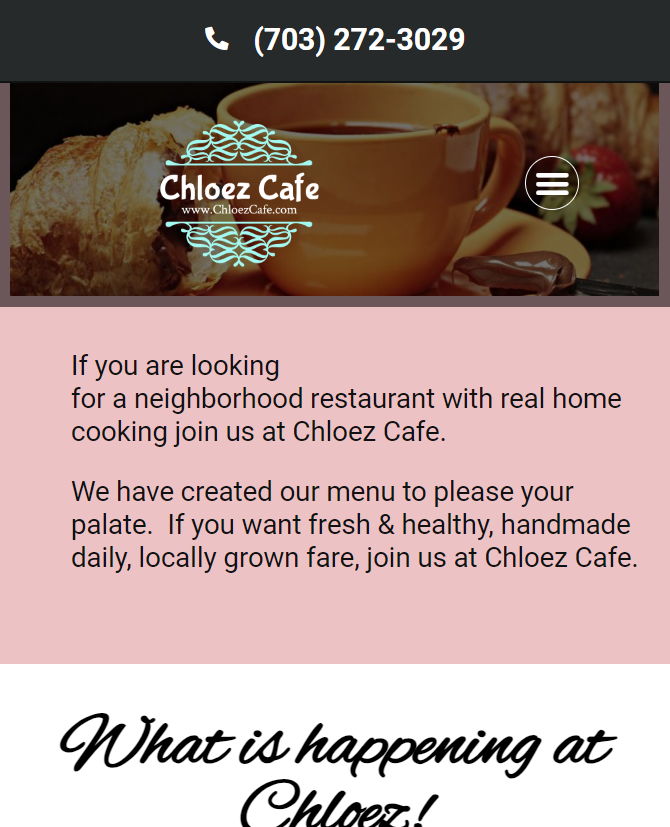 (703) 272-3029
Chloez Cafe
www.ChloezCafe.com
If you are looking
for a neighborhood restaurant with real home
cooking join us at Chloez Cafe.
We have created our menu to please your
palate.  If you want fresh & healthy, handmade
daily, locally grown fare, join us at Chloez Cafe.
What is happening at
Chloez!